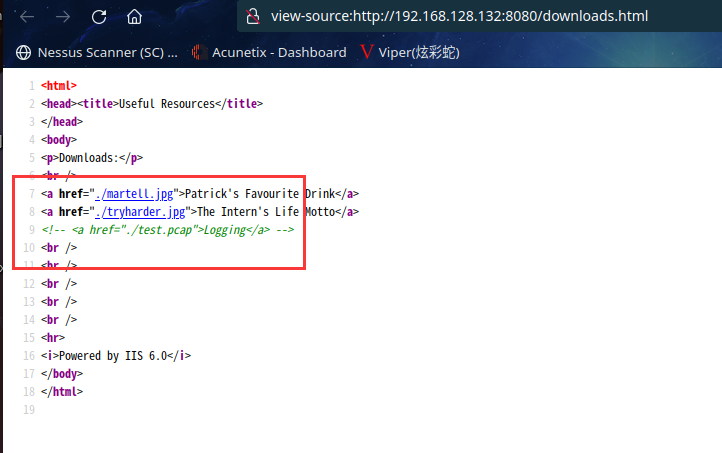 view-source:http://192.168.128.132:8080/downloads.html
Nessus Scanner (SC) ... Acunetix - Dashboard Viper(炫彩蛇)
1 <html>
2 <head><title>Useful Resources</title>
3 </head>
4 <body>
5 <p>Downloads:</p>
6 <br />
7 <a href="./martell.jpg">Patrick's Favourite Drink</a>
8 <a href="./tryharder.jpg">The Intern's Life Motto</a>
9 <!-- <a href="./test.pcap">Logging</a> -->
10 <br />
11 <br />
12 <br />
13 <br />
14 <br />
15 <hr>
16 <i>Powered by IIS 6.0</i>
17 </body>
18 </html>
19